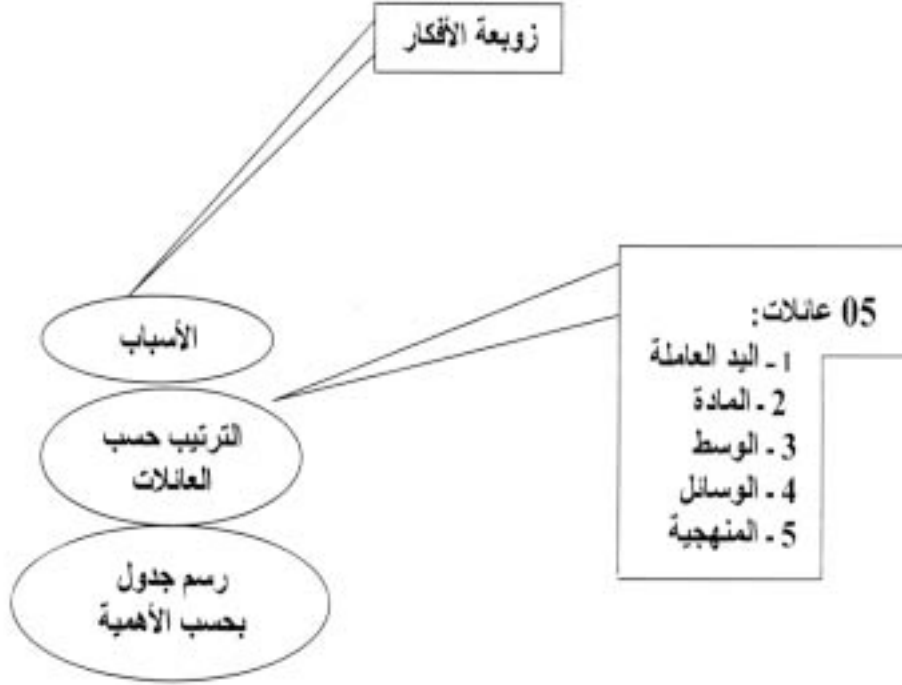 زوبعة الأفكار
05 عائلات:
1 - اليد العاملة
2 - المادة
3 - الوسط
4 - الوسائل
5 - المنهجية
الأسباب
الترتيب حسب
العائلات
رسم جدول
بحسب الأهمية